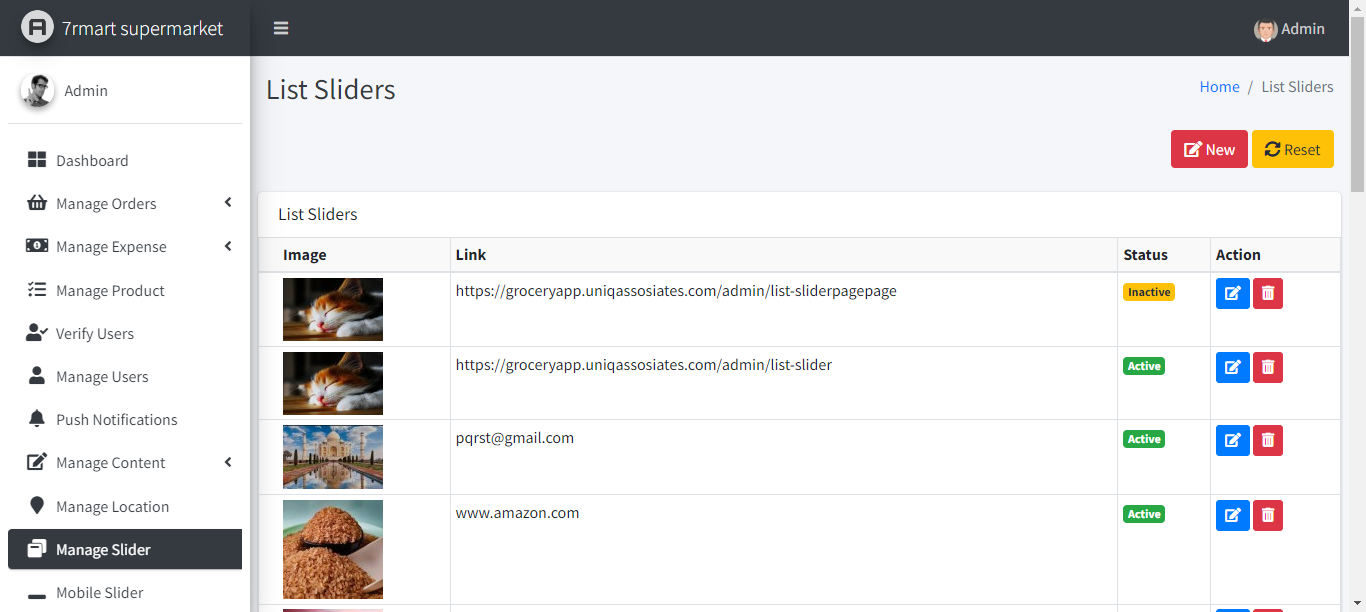 7rmart supermarket
Admin
Admin
List Sliders
Home / List Sliders
New Reset
Dashboard
Manage Orders
Manage Expense
Manage Product
Verify Users
Manage Users
Push Notifications
Manage Content
Manage Location
Manage Slider
Mobile Slider
List Sliders
Image Link Status Action
https://groceryapp.uniqassosiates.com/admin/list-sliderpagepage Inactive
https://groceryapp.uniqassosiates.com/admin/list-slider Active
pqrst@gmail.com Active
www.amazon.com Active